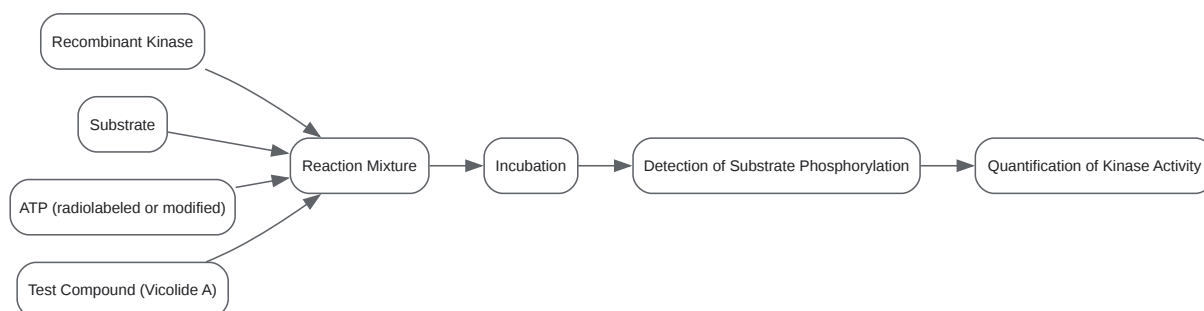 Recombinant Kinase
Substrate
ATP (radiolabeled or modified)
Test Compound (Vicolide A)
Reaction Mixture
Incubation
Detection of Substrate Phosphorylation
Quantification of Kinase Activity